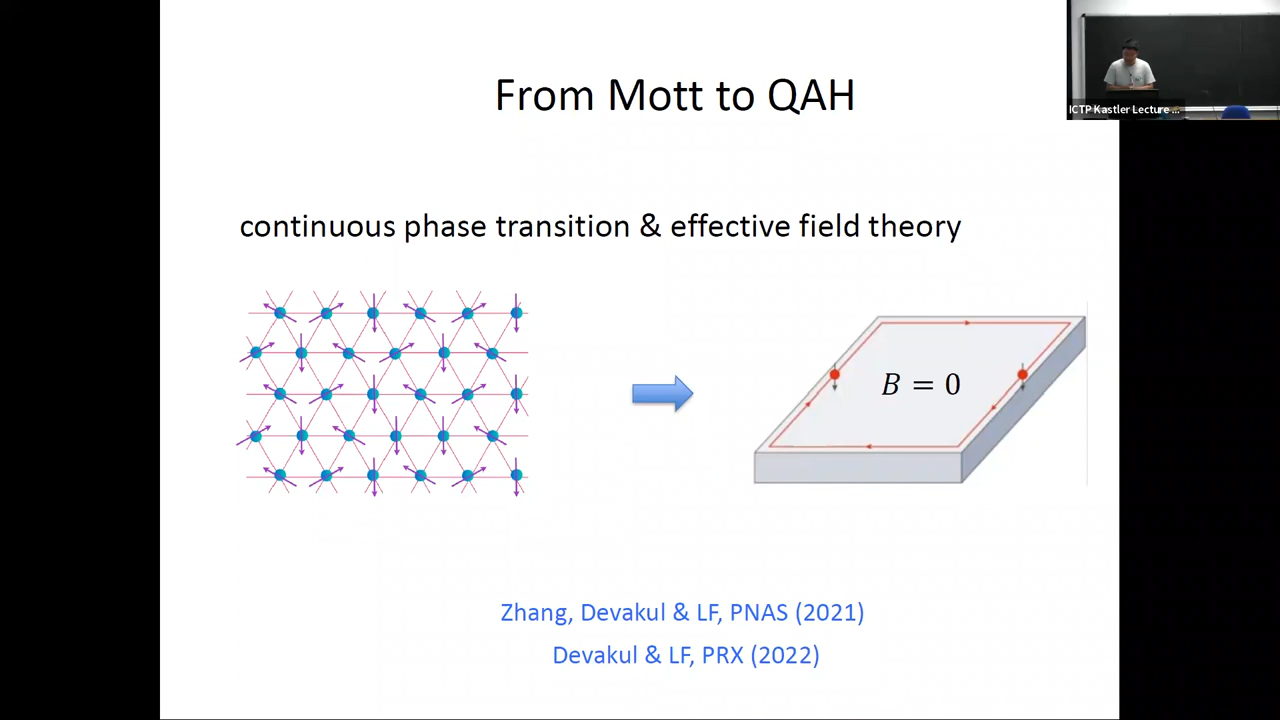 From Mott to QAH
ICTP Kastler Lecture ...
continuous phase transition & effective field theory
B = 0
Zhang, Devakul & LF, PNAS (2021)
Devakul & LF, PRX (2022)